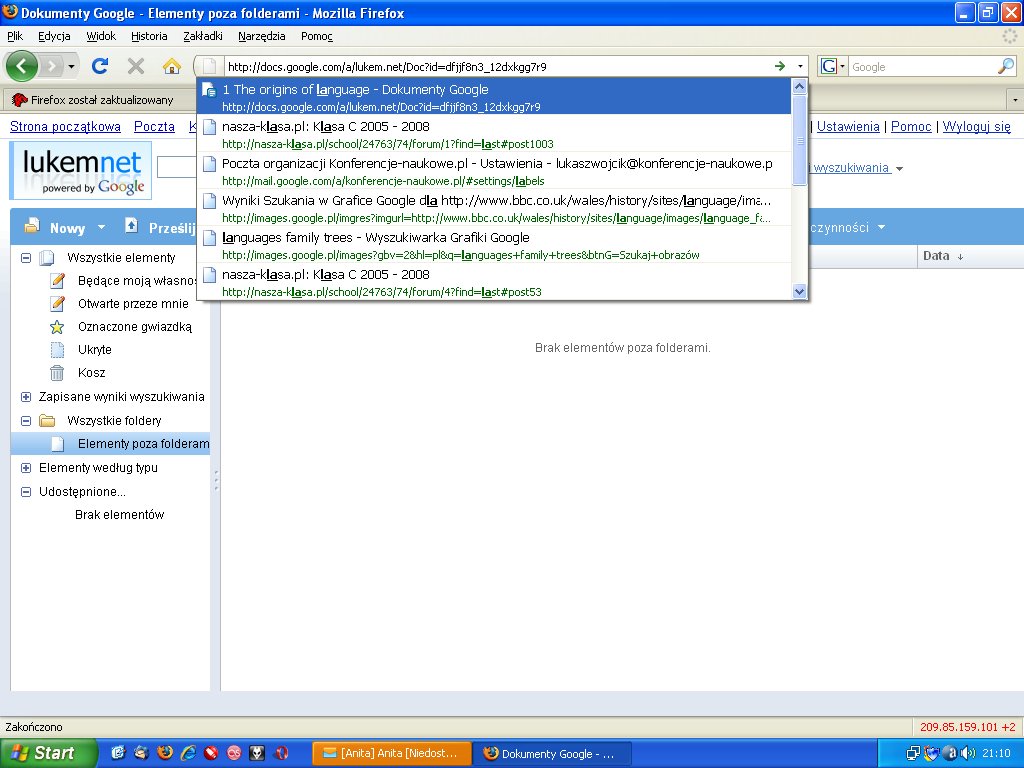 Dokumenty Google - Elementy poza folderami - Mozilla Firefox
Plik Edycja Widok Historia Zakładki Narzędzia Pomoc
http://docs.google.com/a/lukem.net/Doc?id=dfjjf8n3_12dxkgg7r9
G Google
Firefox został zaktualizowany
1 The origins of language - Dokumenty Google
http://docs.google.com/a/lukem.net/Doc?id=dfjjf8n3_12dxkgg7r9
nasza-klasa.pl: Klasa C 2005 - 2008
http://nasza-klasa.pl/school/24763/74/forum/1?find=last#post1003
Poczta organizacji Konferencje-naukowe.pl - Ustawienia - lukaszwojcik@konferencje-naukowe.p
http://mail.google.com/a/konferencje-naukowe.pl/#settings/labels
Wyniki Szukania w Grafice Google dla http://www.bbc.co.uk/wales/history/sites/language/ima...
http://images.google.pl/imgres?imgurl=http://www.bbc.co.uk/wales/history/sites/language/images/language_fa...
languages family trees - Wyszukiwarka Grafiki Google
http://images.google.pl/images?gbv=2&hl=pl&q=languages+family+trees&btnG=Szukaj+obrazów
nasza-klasa.pl: Klasa C 2005 - 2008
http://nasza-klasa.pl/school/24763/74/forum/4?find=last#post53
Strona początkowa Poczta K
| Ustawienia | Pomoc | Wyloguj się
lukemnet
powered by Google
wyszukiwania
Nowy Prześlij
czynności
Data
Wszystkie elementy
Będące moją własnoś
Otwarte przeze mnie
Oznaczone gwiazdką
Ukryte
Kosz
Zapisane wyniki wyszukiwania
Wszystkie foldery
Elementy poza folderam
Elementy według typu
Udostępnione...
Brak elementów
Brak elementów poza folderami.
Zakończono
209.85.159.101 +2
Start
[Anita] Anita [Niedost...
Dokumenty Google - ...
21:10